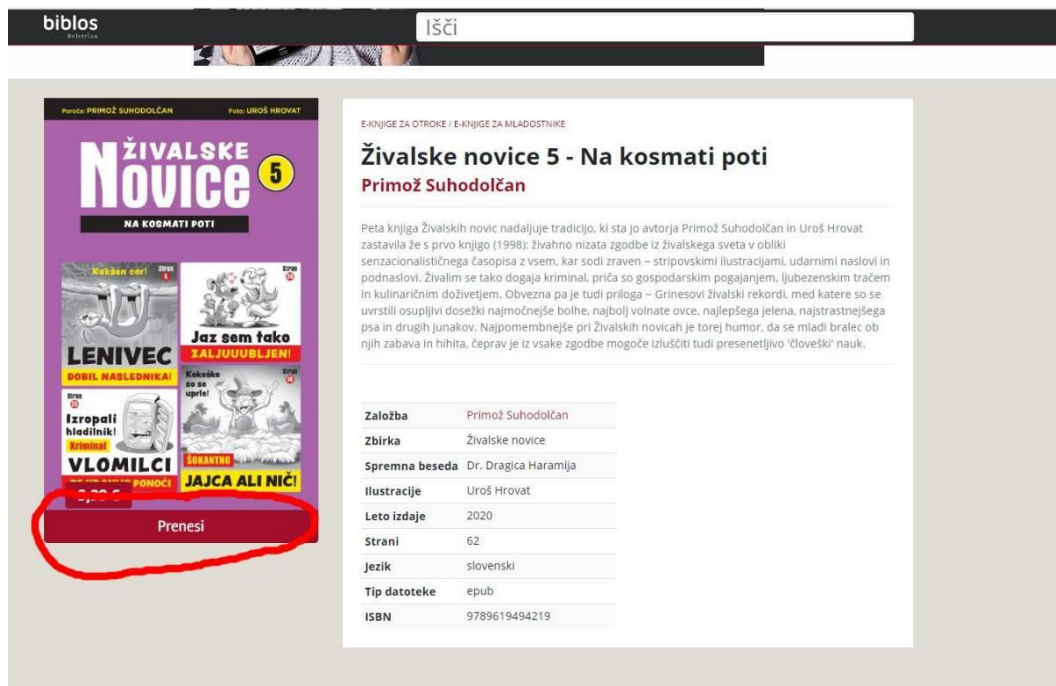 biblos
Beletrina
Išči
Poroča: PRIMOŽ SUHODOLČAN
Foto: UROŠ HROVAT
ŽIVALSKE
NOVICE
5
NA KOSMATI POTI
Kakšen car!
Stran
5
LENIVEC
DOBIL NASLEDNIKA!
Stran
Jaz sem tako
ZALJUUUBLJEN!
Stran
Izropali
hladilnik!
Kriminal
VLOMILCI
PONOČI
Kokoške
so se
uprle!
Stran
ŠOKANTNO
JAJCA ALI NIČ!
Prenesi
E-KNJIGE ZA OTROKE / E-KNJIGE ZA MLADOSTNIKE
Živalske novice 5 - Na kosmati poti
Primož Suhodolčan
Peta knjiga Živalskih novic nadaljuje tradicijo, ki sta jo avtorja Primož Suhodolčan in Uroš Hrovat
zastavila že s prvo knjigo (1998): živahno nizata zgodbe iz živalskega sveta v obliki
senzacionalističnega časopisa z vsem, kar sodi zraven – stripovskimi ilustracijami, udarnimi naslovi in
podnaslovi. Živalim se tako dogaja kriminal, priča so gospodarskim pogajanjem, ljubezenskim tračem
in kulinaričnim doživetjem. Obvezna pa je tudi priloga – Grinesovi živalski rekordi, med katere so se
uvrstili osupljivi dosežki najmočnejše bolhe, najbolj volnate ovce, najlepšega jelena, najstrastnejšega
psa in drugih junakov. Najpomembnejše pri Živalskih novicah je torej humor, da se mladi bralec ob
njih zabava in hihita, čeprav je iz vsake zgodbe mogoče izluščiti tudi presenetljivo 'človeški' nauk.
Založba Primož Suhodolčan
Zbirka Živalske novice
Spremna beseda Dr. Dragica Haramija
Ilustracije Uroš Hrovat
Leto izdaje 2020
Strani 62
Jezik slovenski
Tip datoteke epub
ISBN 9789619494219